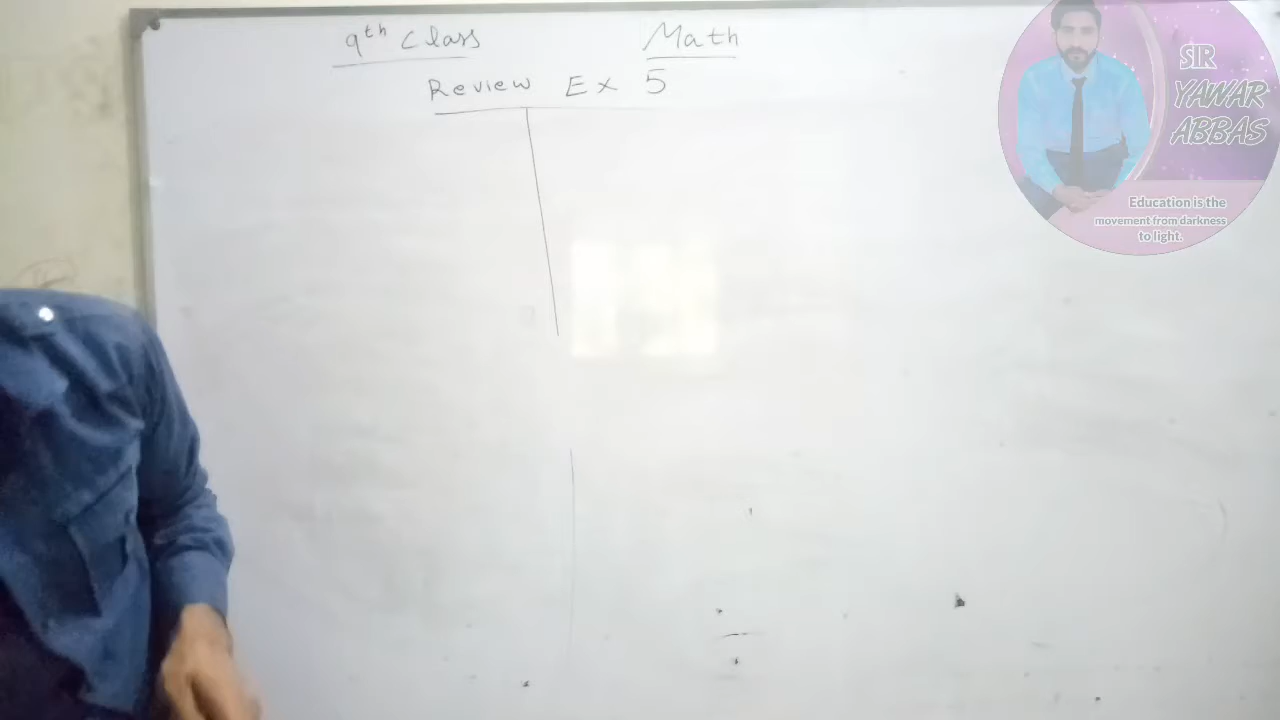 9th Class Math
Review Ex 5
SIR
YAWAR
ABBAS
Education is the
movement from darkness
to light.